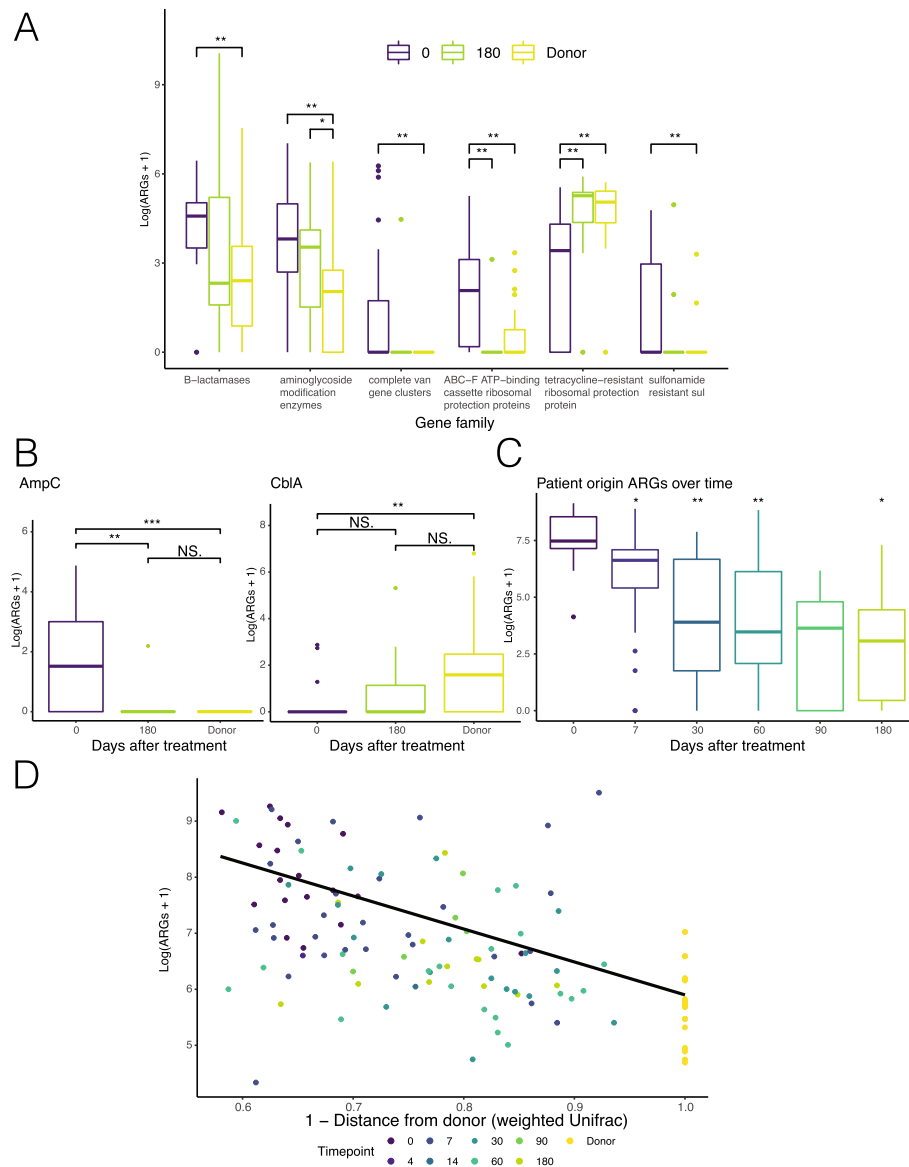 A
0 180 Donor
Log(ARGs + 1)
9
6
3
0
**
** *
**
** **
** **
**
B−lactamases
aminoglycoside modification enzymes
complete van gene clusters
ABC−F ATP−binding cassette ribosomal protection proteins
tetracycline−resistant ribosomal protection protein
sulfonamide resistant sul
Gene family
B
AmpC
Log(ARGs + 1)
6
4
2
0
***
**
NS.
0 180 Donor
Days after treatment
CblA
Log(ARGs + 1)
8
6
4
2
0
**
NS.
NS.
0 180 Donor
Days after treatment
C
Patient origin ARGs over time
* ** ** *
Log(ARGs + 1)
7.5
5.0
2.5
0.0
0 7 30 60 90 180
Days after treatment
D
Log(ARGs + 1)
9
8
7
6
5
0.6 0.7 0.8 0.9 1.0
1 − Distance from donor (weighted Unifrac)
Timepoint
0 7 30 90 Donor
4 14 60 180